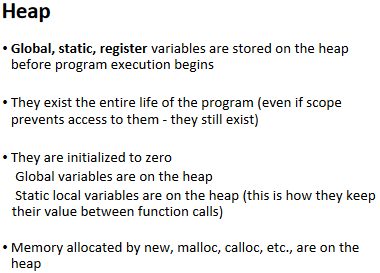 Heap
• Global, static, register variables are stored on the heap
before program execution begins
• They exist the entire life of the program (even if scope
prevents access to them - they still exist)
• They are initialized to zero
Global variables are on the heap
Static local variables are on the heap (this is how they keep
their value between function calls)
• Memory allocated by new, malloc, calloc, etc., are on the
heap